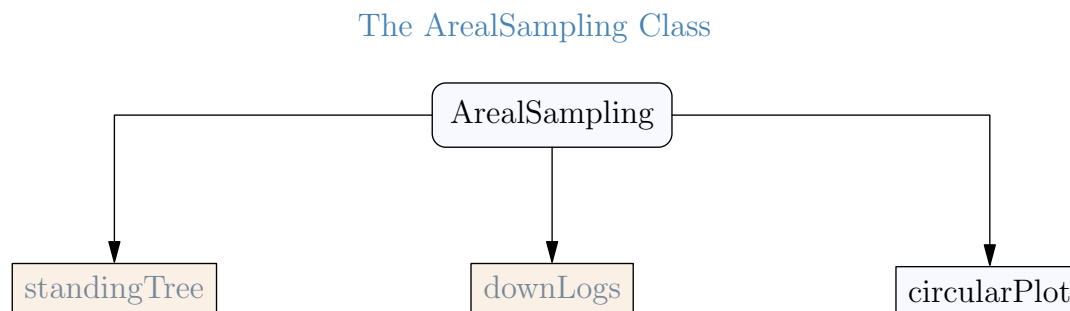 The ArealSampling Class
ArealSampling
standingTree
downLogs
circularPlot